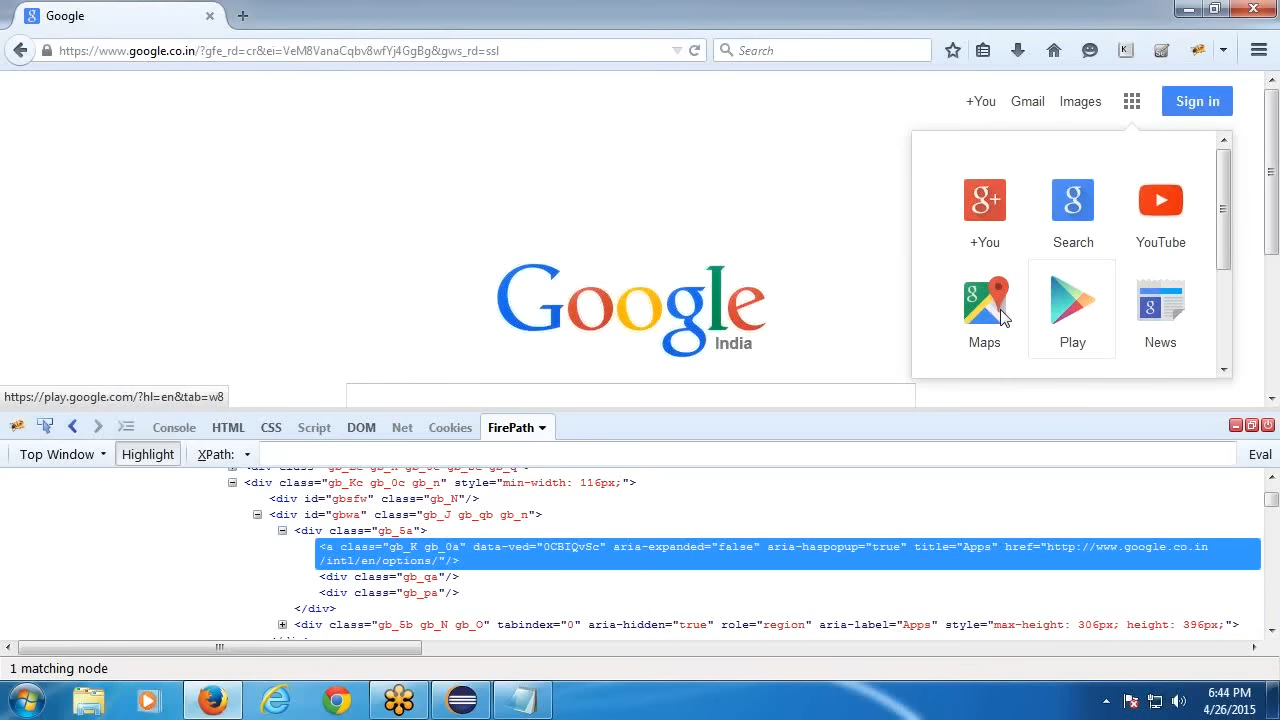 Google
https://www.google.co.in/?gfe_rd=cr&ei=VeM8VanaCqbv8wfYj4GgBg&gws_rd=ssl
Search
+You Gmail Images Sign in
+You Search YouTube
Maps Play News
Google
India
https://play.google.com/?hl=en&tab=w8
Console HTML CSS Script DOM Net Cookies FirePath
Top Window Highlight XPath: Eval
<div class="gb_Kc gb_0c gb_n" style="min-width: 116px;">
<div id="gbsfw" class="gb_N"/>
<div id="gbwa" class="gb_J gb_qb gb_n">
<div class="gb_5a">
<a class="gb_K gb_0a" data-ved="0CBIQvSc" aria-expanded="false" aria-haspopup="true" title="Apps" href="http://www.google.co.in
/intl/en/options/"/>
<div class="gb_qa"/>
<div class="gb_pa"/>
</div>
<div class="gb_5b gb_N gb_O" tabindex="0" aria-hidden="true" role="region" aria-label="Apps" style="max-height: 306px; height: 396px;">
1 matching node
6:44 PM
4/26/2015